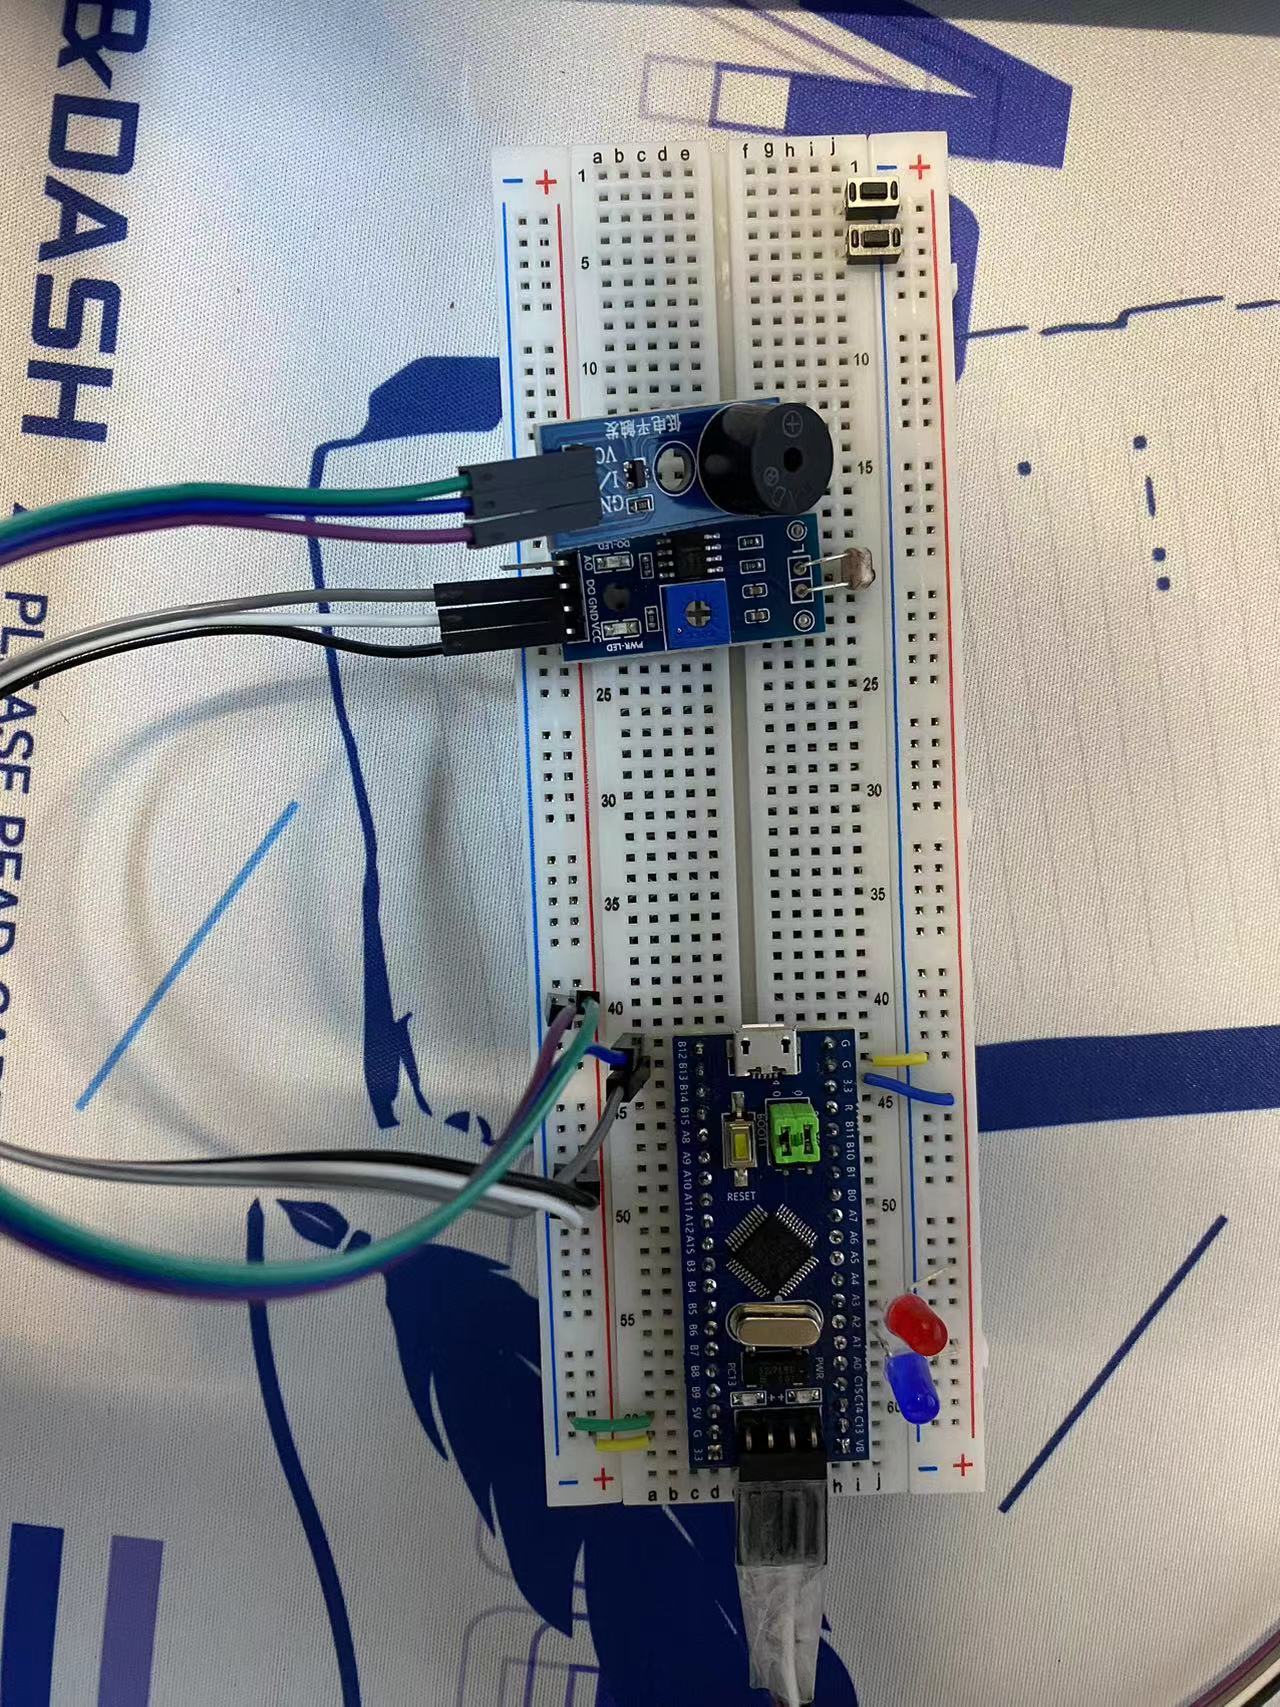 + +
- -
1 10 15 25 30 35 40 45 50 60
j j
i i
h h
g
f
G G 3.3 R B11 B10 B1 B0 A7 A6 A5 A4 A3 A2 A1 A0 C15 C14 C13 VB
PWR
BOOT1
RESET
PC13
B12 B13 B14 B15 A8 A9 A10 A11 A12 A15 B3 B4 B5 B6 B7 B8 B9 5V G 3.3
L
低电平触发
VC I/ GN
DO-LED
PWR-LED
AO DO GND VCC
e
d d
c c
b b
a a
1 5 10 25 30 35 40 50 55
+ +
- -
&DASH
PLEASE READ